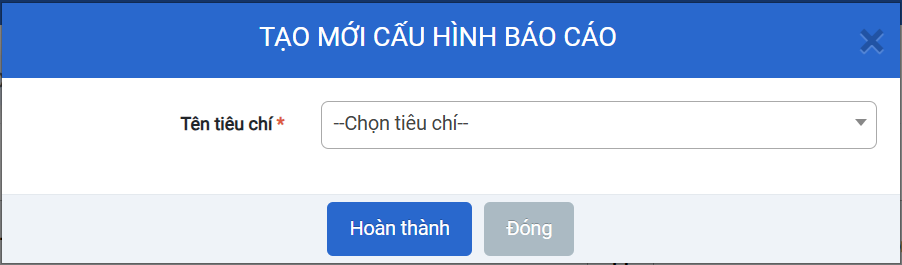 TẠO MỚI CẤU HÌNH BÁO CÁO
Tên tiêu chí *
--Chọn tiêu chí--
Hoàn thành
Đóng